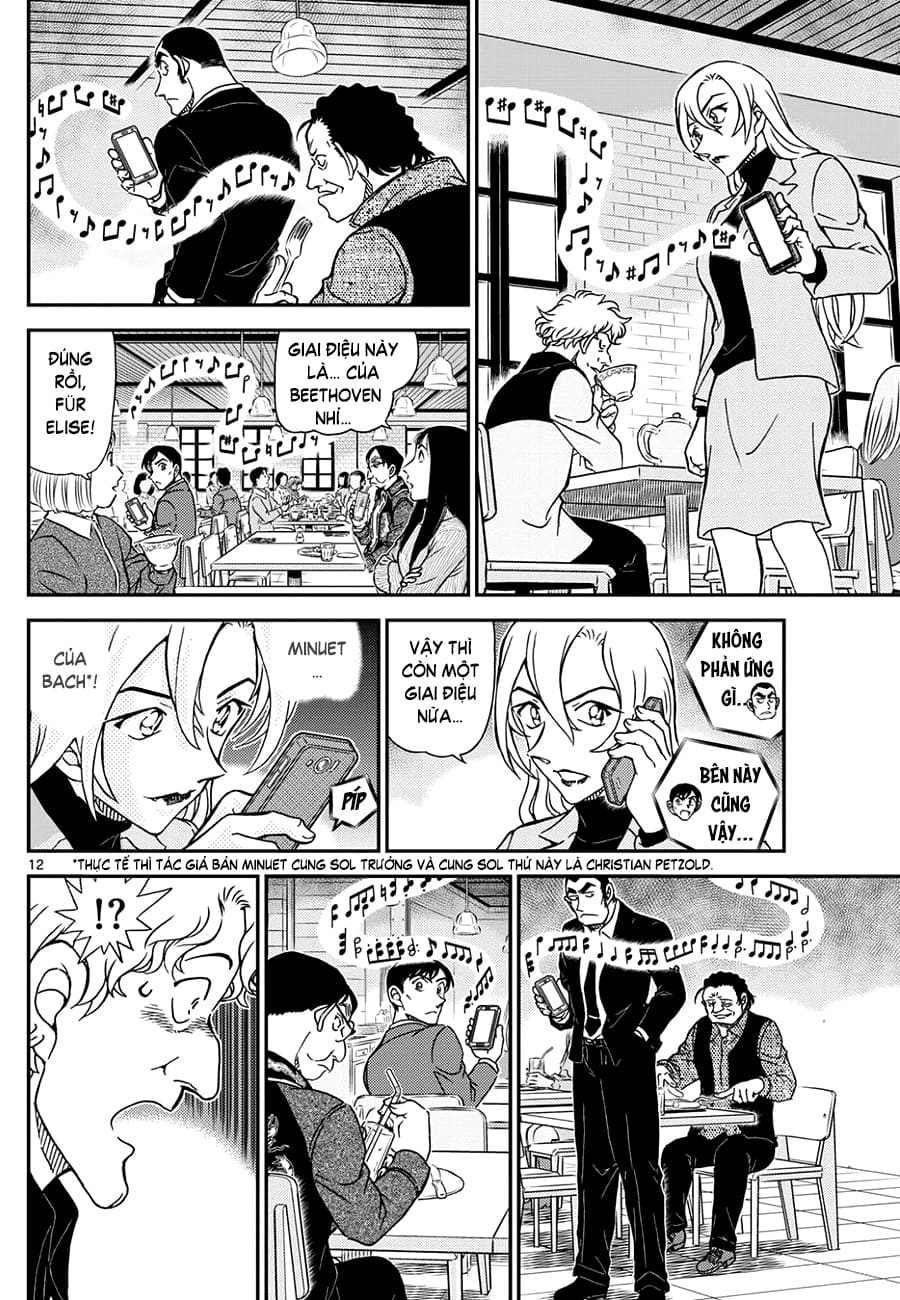 GIAI ĐIỆU NÀY
LÀ... CỦA
BEETHOVEN
NHỈ...
ĐÚNG
RỒI,
FÜR
ELISE!
KHÔNG
PHẢN ỨNG
GÌ...
BÊN NÀY
CŨNG
VẬY...
VẬY THÌ
CÒN MỘT
GIAI ĐIỆU
NỮA...
MINUET
...
CỦA
BACH*!
PÍP
12
*THỰC TẾ THÌ TÁC GIẢ BẢN MINUET CUNG SOL TRƯỞNG VÀ CUNG SOL THỨ NÀY LÀ CHRISTIAN PETZOLD.
!?